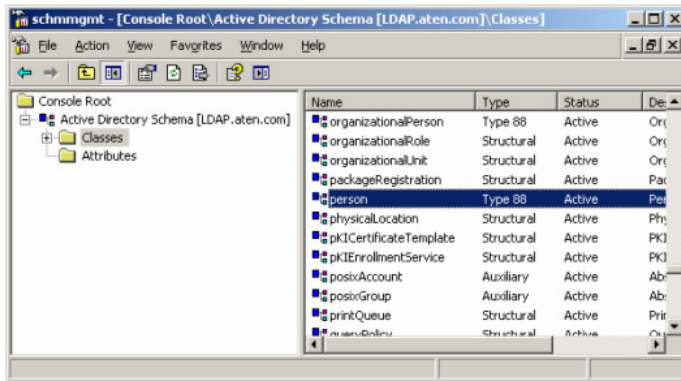 schmmgmt - [Console Root\Active Directory Schema [LDAP.aten.com]\Classes]
File Action View Favorites Window Help
Console Root
Active Directory Schema [LDAP.aten.com]
Classes
Attributes
Name Type Status
organizationalPerson Type 88 Active
organizationalRole Structural Active
organizationalUnit Structural Active
packageRegistration Structural Active
person Type 88 Active
physicalLocation Structural Active
pKICertificateTemplate Structural Active
pKIEnrollmentService Structural Active
posixAccount Auxiliary Active
posixGroup Auxiliary Active
printQueue Structural Active
queryPolicy Structural Active